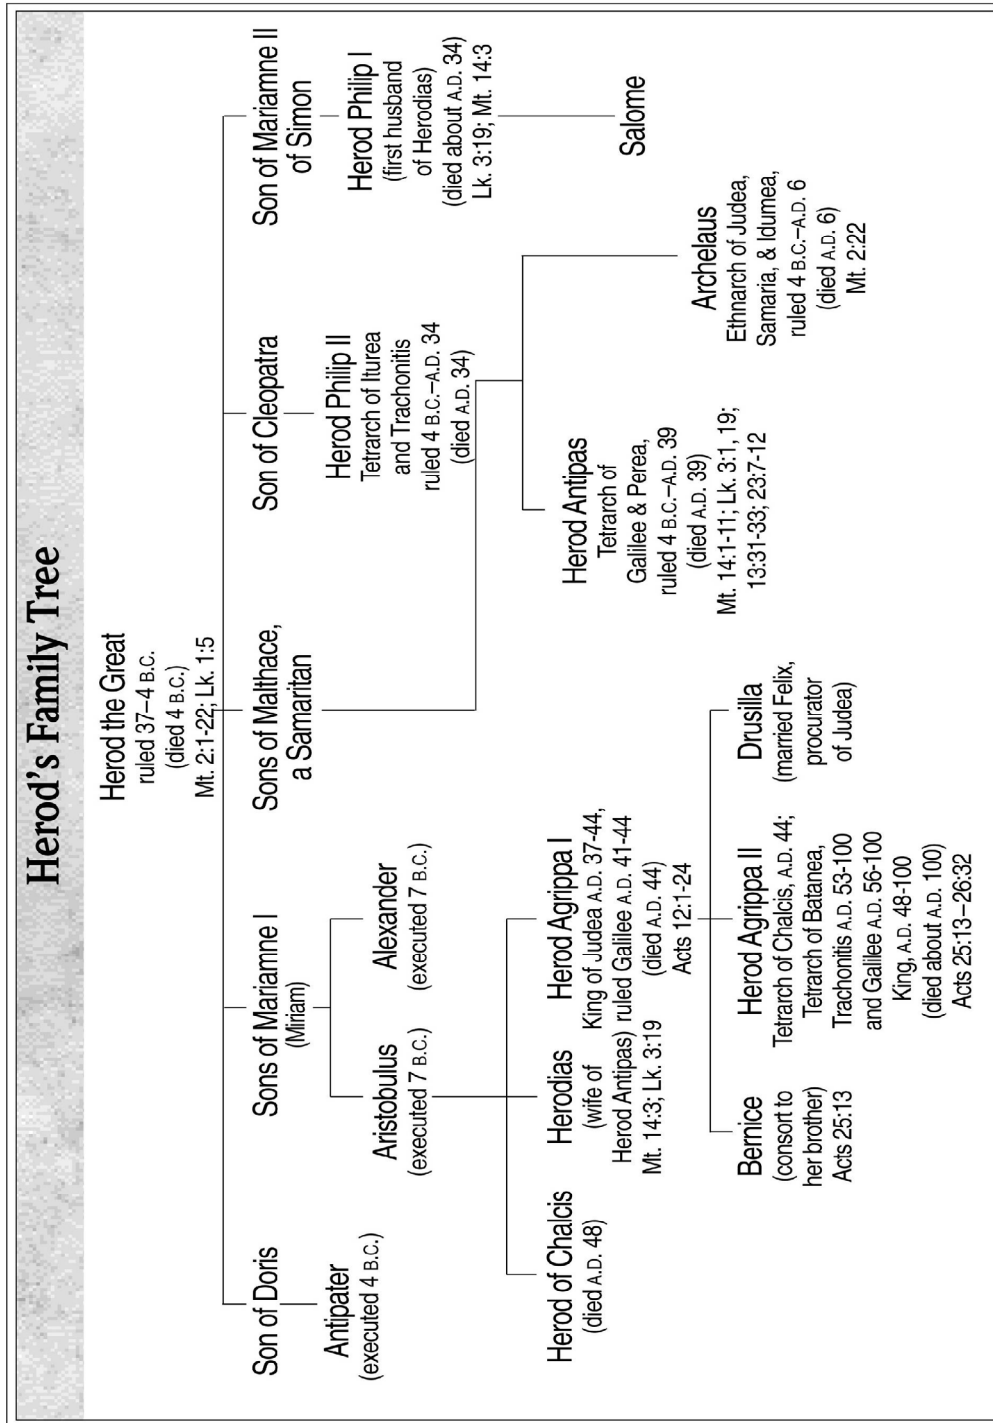 Herod's Family Tree
Herod the Great
ruled 37–4 B.C.
(died 4 B.C.)
Mt. 2:1-22; Lk. 1:5
Son of Doris
Antipater
(executed 4 B.C.)
Sons of Mariamne I
(Miriam)
Aristobulus
(executed 7 B.C.)
Alexander
(executed 7 B.C.)
Herod of Chalcis
(died A.D. 48)
Herodias
(wife of
Herod Antipas)
Mt. 14:3; Lk. 3:19
Herod Agrippa I
King of Judea A.D. 37-44,
ruled Galilee A.D. 41-44
(died A.D. 44)
Acts 12:1-24
Bernice
(consort to
her brother)
Acts 25:13
Herod Agrippa II
Tetrarch of Chalcis, A.D. 44;
Tetrarch of Batanea,
Trachonitis A.D. 53-100
and Galilee A.D. 56-100
King, A.D. 48-100
(died about A.D. 100)
Acts 25:13–26:32
Drusilla
(married Felix,
procurator
of Judea)
Sons of Malthace,
a Samaritan
Herod Antipas
Tetrarch of
Galilee & Perea,
ruled 4 B.C.–A.D. 39
(died A.D. 39)
Mt. 14:1-11; Lk. 3:1, 19;
13:31-33; 23:7-12
Archelaus
Ethnarch of Judea,
Samaria, & Idumea,
ruled 4 B.C.–A.D. 6
(died A.D. 6)
Mt. 2:22
Son of Cleopatra
Herod Philip II
Tetrarch of Iturea
and Trachonitis
ruled 4 B.C.–A.D. 34
(died A.D. 34)
Son of Mariamne II
of Simon
Herod Philip I
(first husband
of Herodias)
(died about A.D. 34)
Lk. 3:19; Mt. 14:3
Salome